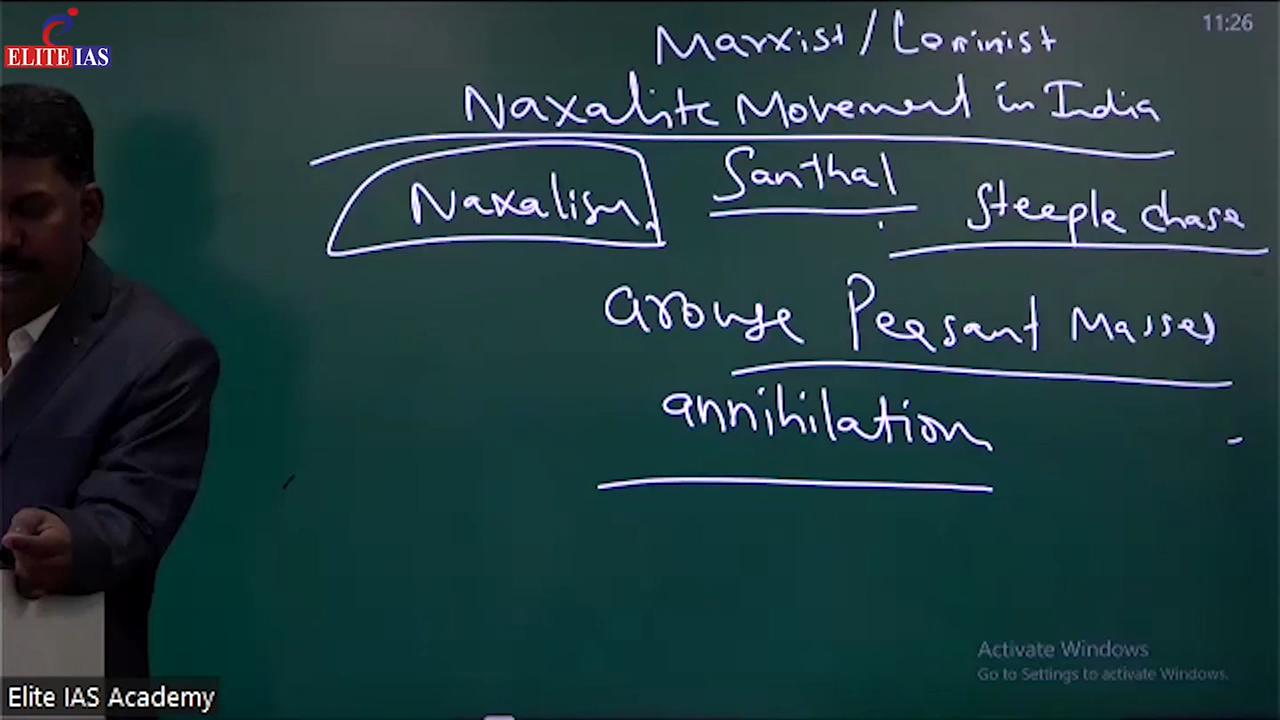 11:26
ELITE IAS
Marxist / Leninist
Naxalite Movement in India
Naxalism
Santhal
Steeple chase
arouse Peasant Masses
annihilation
Activate Windows
Go to Settings to activate Windows.
Elite IAS Academy